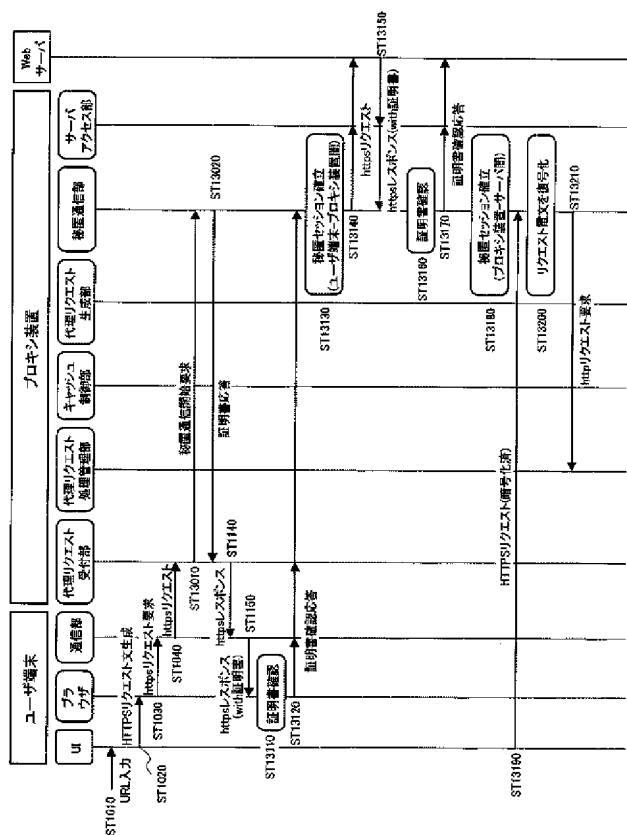 ユーザ端末
プロキシ装置
UI
ブラ
ウザ
通信部
代理リクエスト
受付部
代理リクエスト
処理管理部
キャッシュ
制御部
代理リクエスト
生成部
秘匿通信部
サーバ
アクセス部
Web
サーバ
ST1010
URL入力
ST1020
HTTPSリクエスト文生成
ST1030
httpsリクエスト要求
ST1040
httpsリクエスト
ST13010
秘匿通信開始要求
ST13020
証明書応答
ST1140
httpsレスポンス
ST1150
httpsレスポンス
(with証明書)
ST13110
証明書確認
ST13120
証明書確認応答
ST13130
秘匿セッション確立
(ユーザ端末-プロキシ装置間)
ST13140
httpsリクエスト
ST13150
httpsレスポンス(with証明書)
ST13160
証明書確認
ST13170
証明書確認応答
ST13180
秘匿セッション確立
(プロキシ装置-サーバ間)
ST13190
HTTPSリクエスト(暗号化済)
ST13200
リクエスト電文を復号化
ST13210
httpリクエスト要求